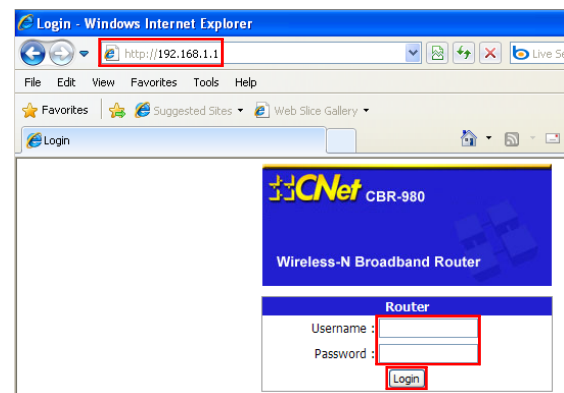 Login - Windows Internet Explorer
http://192.168.1.1
Live Se
File Edit View Favorites Tools Help
Favorites Suggested Sites Web Slice Gallery
Login
CNet CBR-980
Wireless-N Broadband Router
Router
Username :
Password :
Login